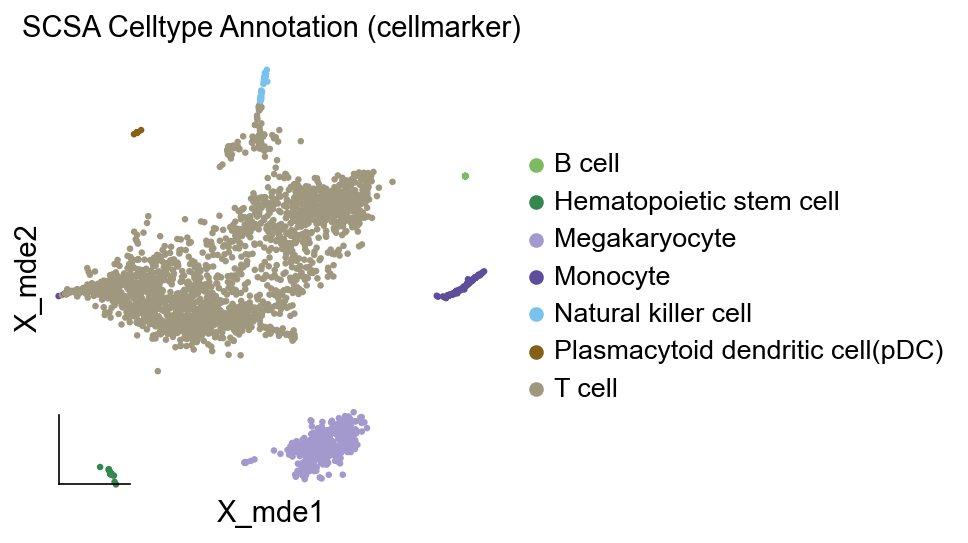 SCSA Celltype Annotation (cellmarker)
X_mde2
B cell
Hematopoietic stem cell
Megakaryocyte
Monocyte
Natural killer cell
Plasmacytoid dendritic cell(pDC)
T cell
X_mde1